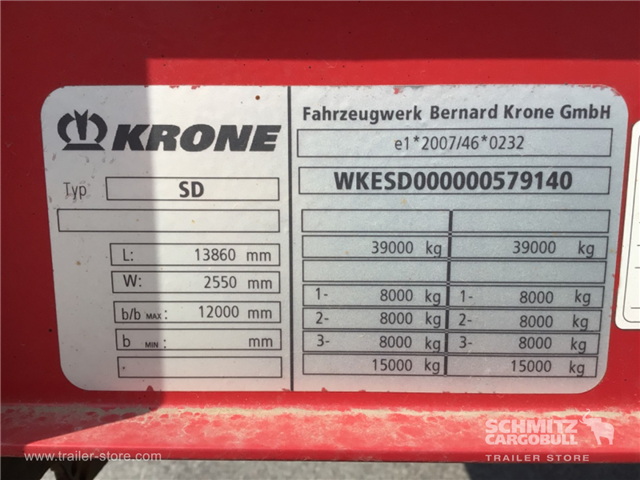 KRONE
Typ SD
L: 13860 mm
W: 2550 mm
b/b MAX: 12000 mm
b MIN: mm
.
Fahrzeugwerk Bernard Krone GmbH
e1*2007/46*0232
WKESD000000579140
39000 kg 39000 kg
1- 8000 kg 1- 8000 kg
2- 8000 kg 2- 8000 kg
3- 8000 kg 3- 8000 kg
15000 kg 15000 kg
www.trailer-store.com
SCHMITZ
CARGOBULL
TRAILER STORE